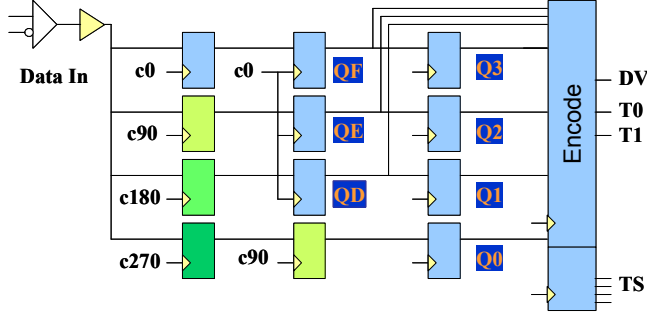 Data In
c0
c0
QF
Q3
c90
QE
Q2
c180
QD
Q1
c270
c90
Q0
Encode
DV
T0
T1
TS